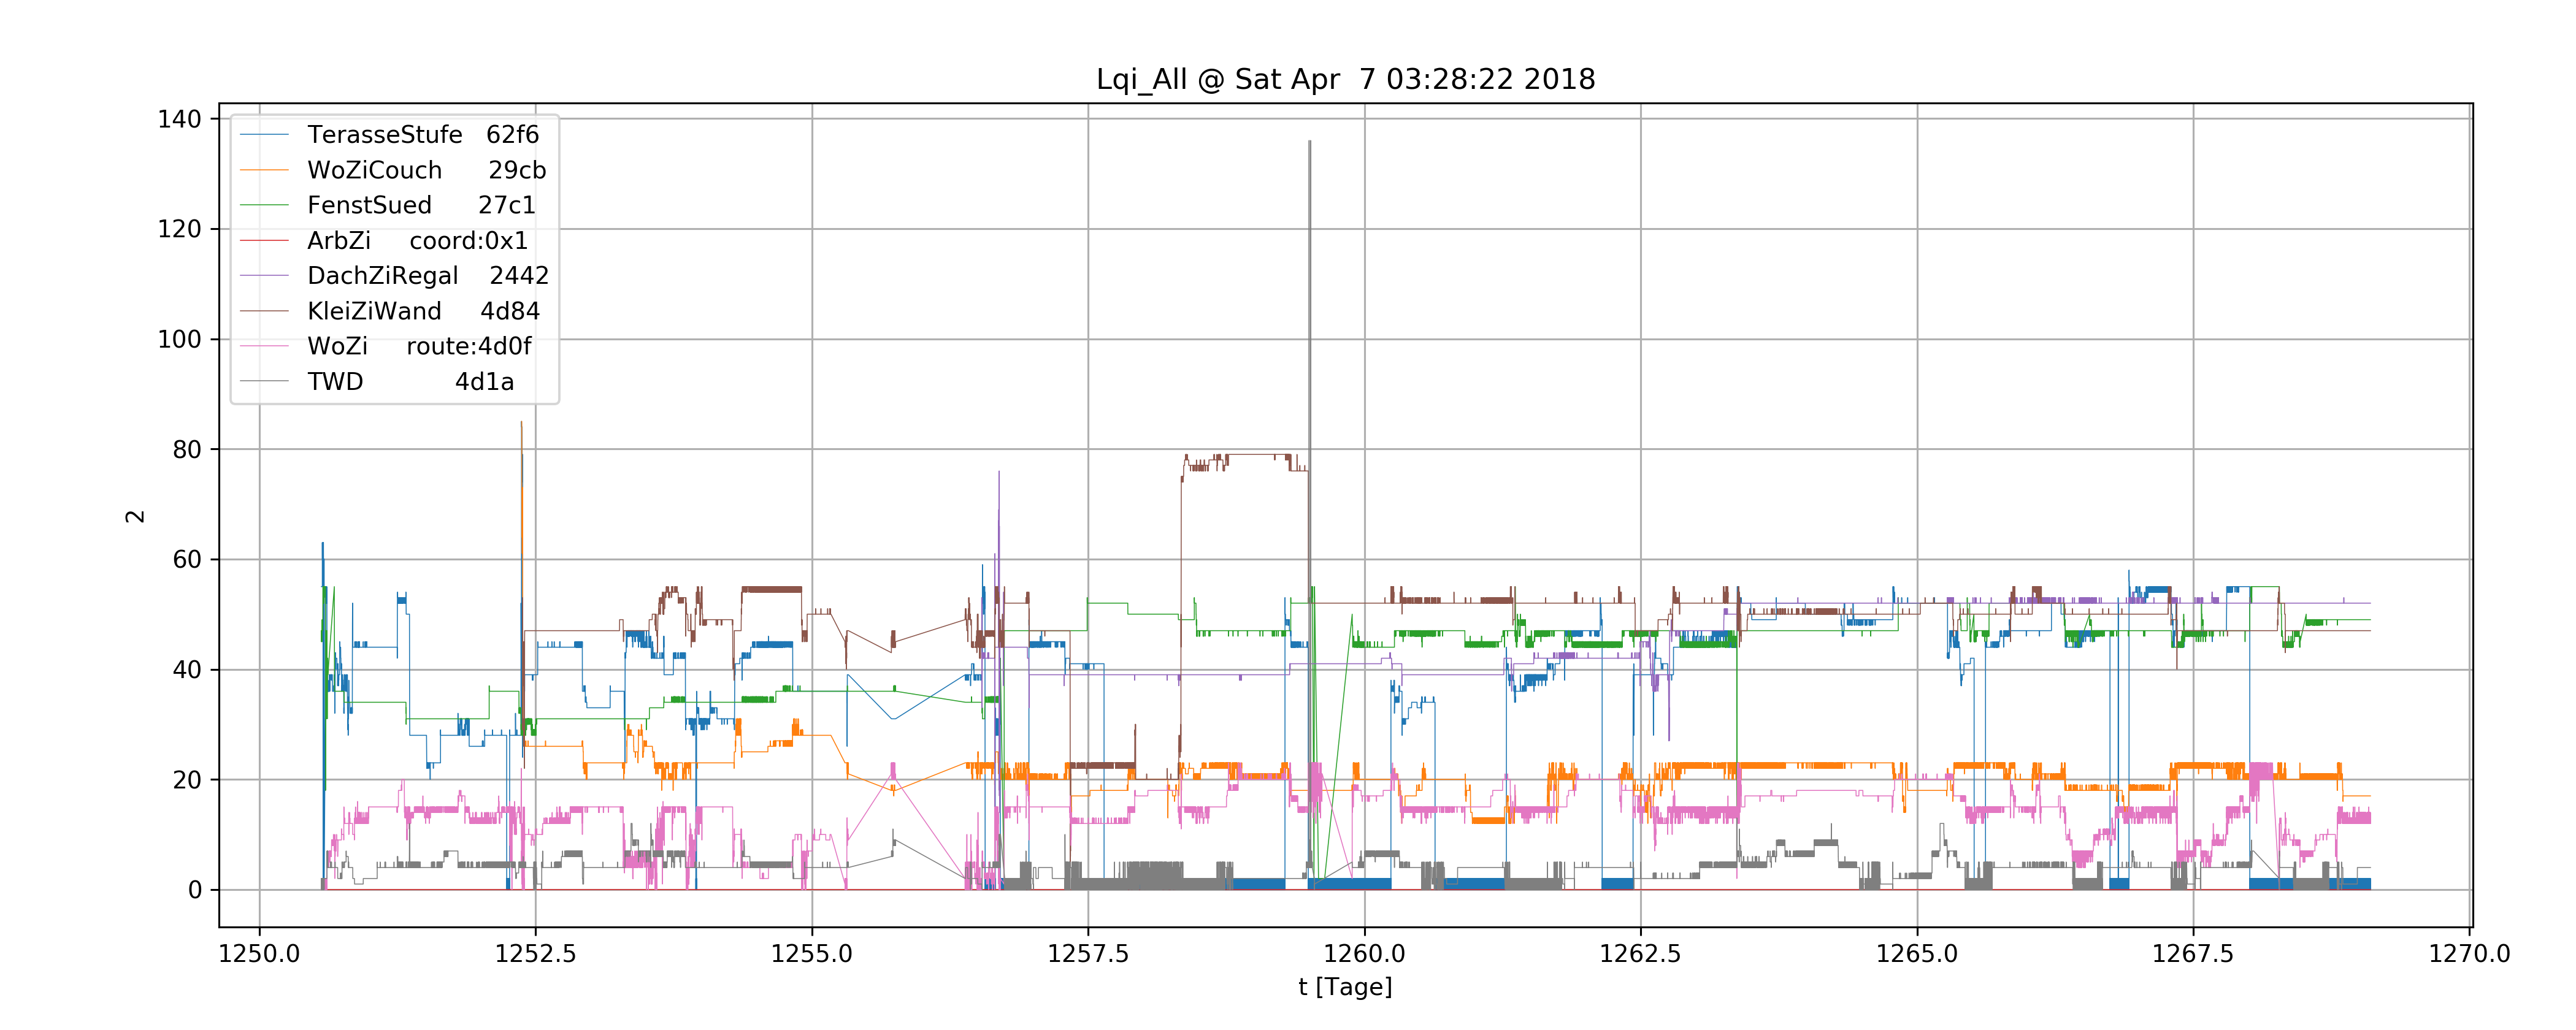 Lqi_All @ Sat Apr  7 03:28:22 2018
140
120
100
80
60
40
20
0
2
TerasseStufe   62f6
WoZiCouch      29cb
FenstSued      27c1
ArbZi     coord:0x1
DachZiRegal    2442
KleiZiWand     4d84
WoZi     route:4d0f
TWD            4d1a
1250.0 1252.5 1255.0 1257.5 1260.0 1262.5 1265.0 1267.5 1270.0
t [Tage]